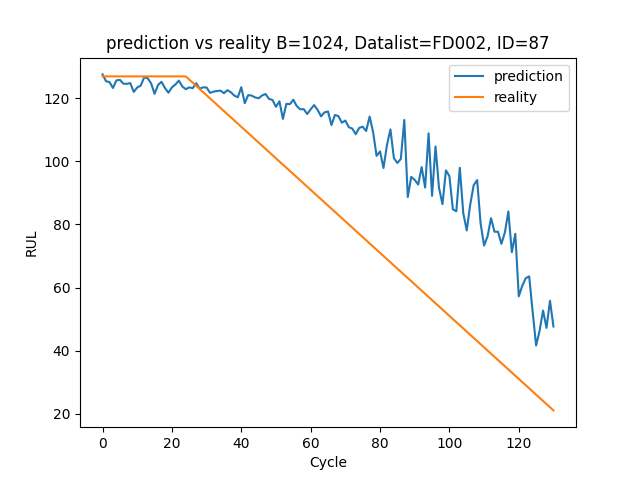 prediction vs reality B=1024, Datalist=FD002, ID=87
prediction
reality
RUL
120
100
80
60
40
20
0 20 40 60 80 100 120
Cycle